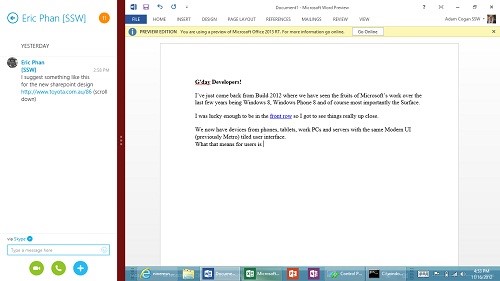 Eric Phan [SSW]
YESTERDAY
Eric Phan
[SSW]
2:58 PM
I suggest something like this
for the new sharepoint design
http://www.toyota.com.au/86 (scroll
down)
via Skype
Type a message here
Document1 - Microsoft Word Preview
FILE
HOME
INSERT
DESIGN
PAGE LAYOUT
REFERENCES
MAILINGS
REVIEW
VIEW
Adam Cogan SSW
PREVIEW EDITION You are using a preview of Microsoft Office 2013 RT. For more information go online.
Go Online
G'day Developers!
I've just come back from Build 2012 where we have seen the fruits of Microsoft's work over the
last few years being Windows 8, Windows Phone 8 and of course most importantly the Surface.
I was lucky enough to be in the front row so I got to see things really up close.
We now have devices from phones, tablets, work PCs and servers with the same Modern UI
(previously Metro) tiled user interface.
What that means for users is
Docume...
Microsoft...
Control P...
4:55 PM
11/16/2012